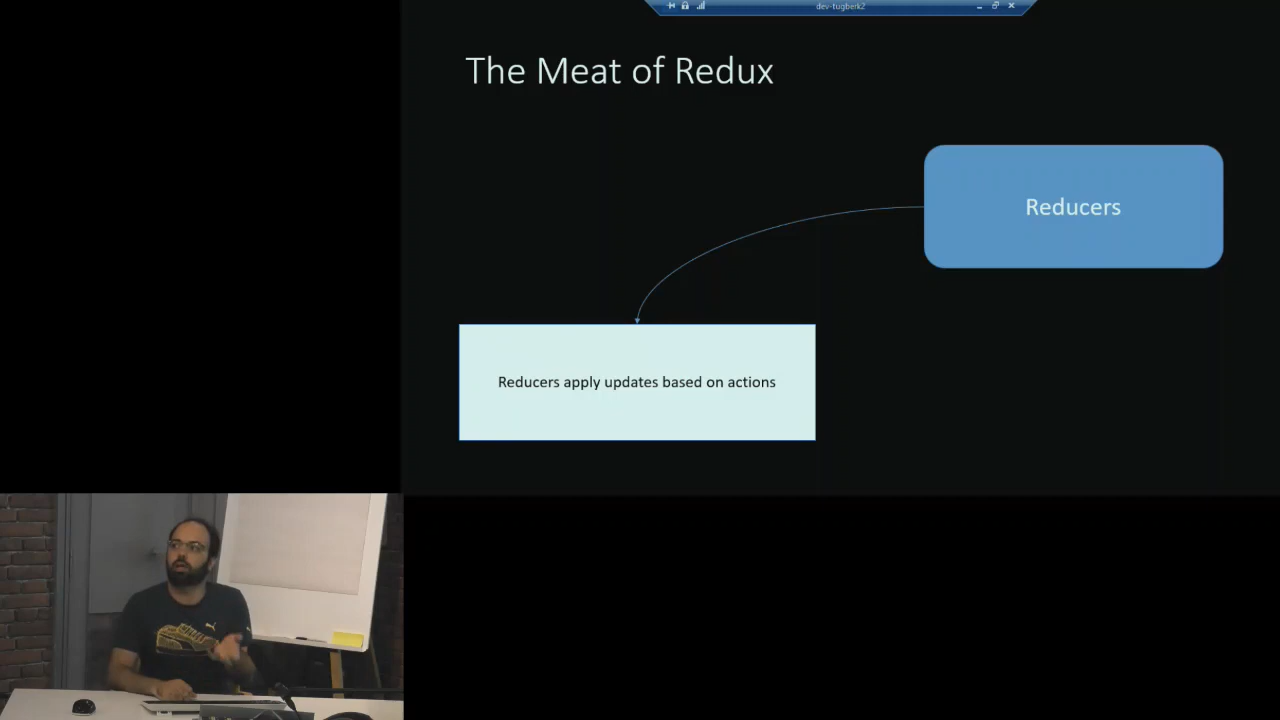 dev-tugberk2
The Meat of Redux
Reducers
Reducers apply updates based on actions